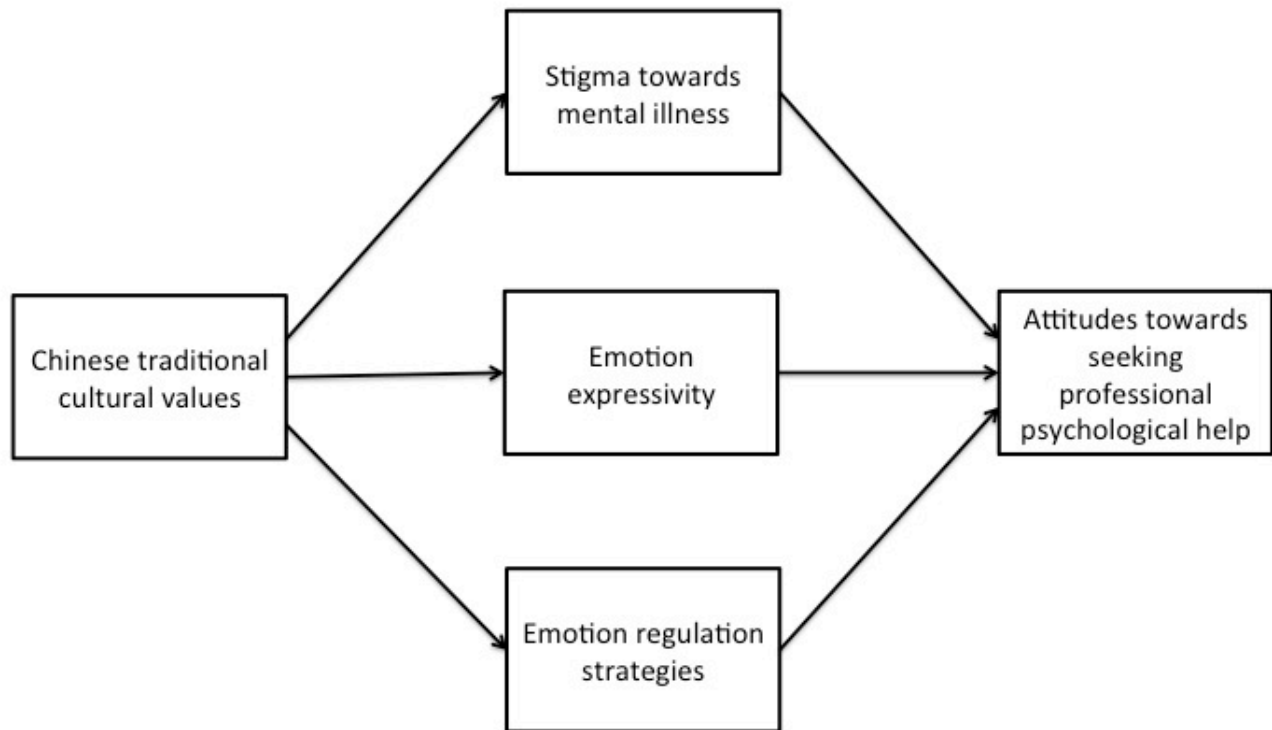 Stigma towards
mental illness
Chinese traditional
cultural values
Emotion
expressivity
Attitudes towards
seeking
professional
psychological help
Emotion regulation
strategies